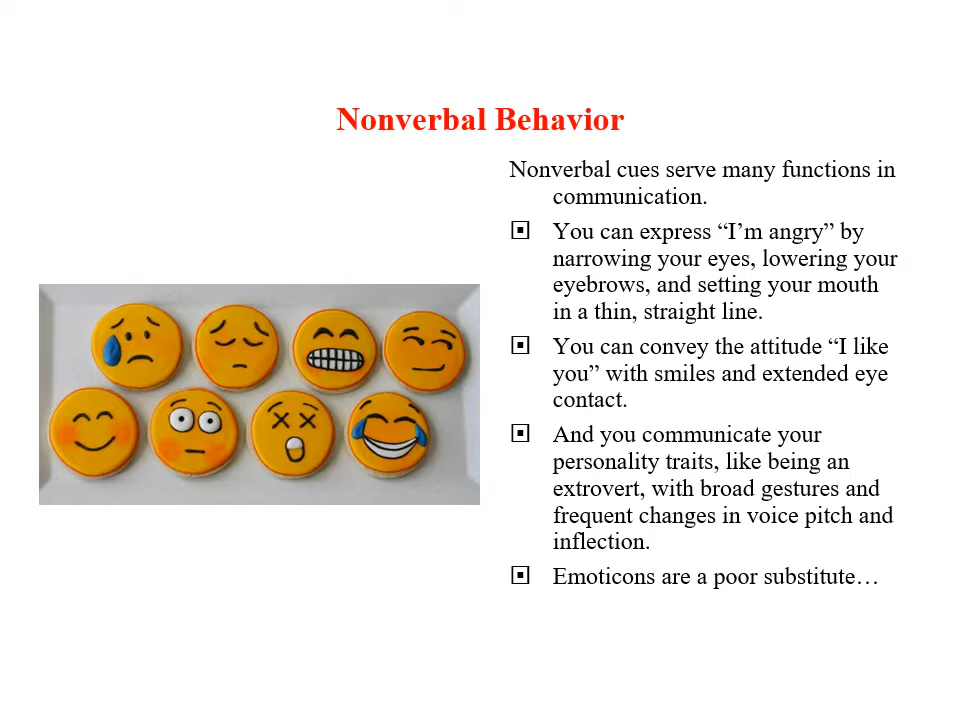 Nonverbal Behavior
Nonverbal cues serve many functions in
communication.
You can express “I’m angry” by
narrowing your eyes, lowering your
eyebrows, and setting your mouth
in a thin, straight line.
You can convey the attitude “I like
you” with smiles and extended eye
contact.
And you communicate your
personality traits, like being an
extrovert, with broad gestures and
frequent changes in voice pitch and
inflection.
Emoticons are a poor substitute…